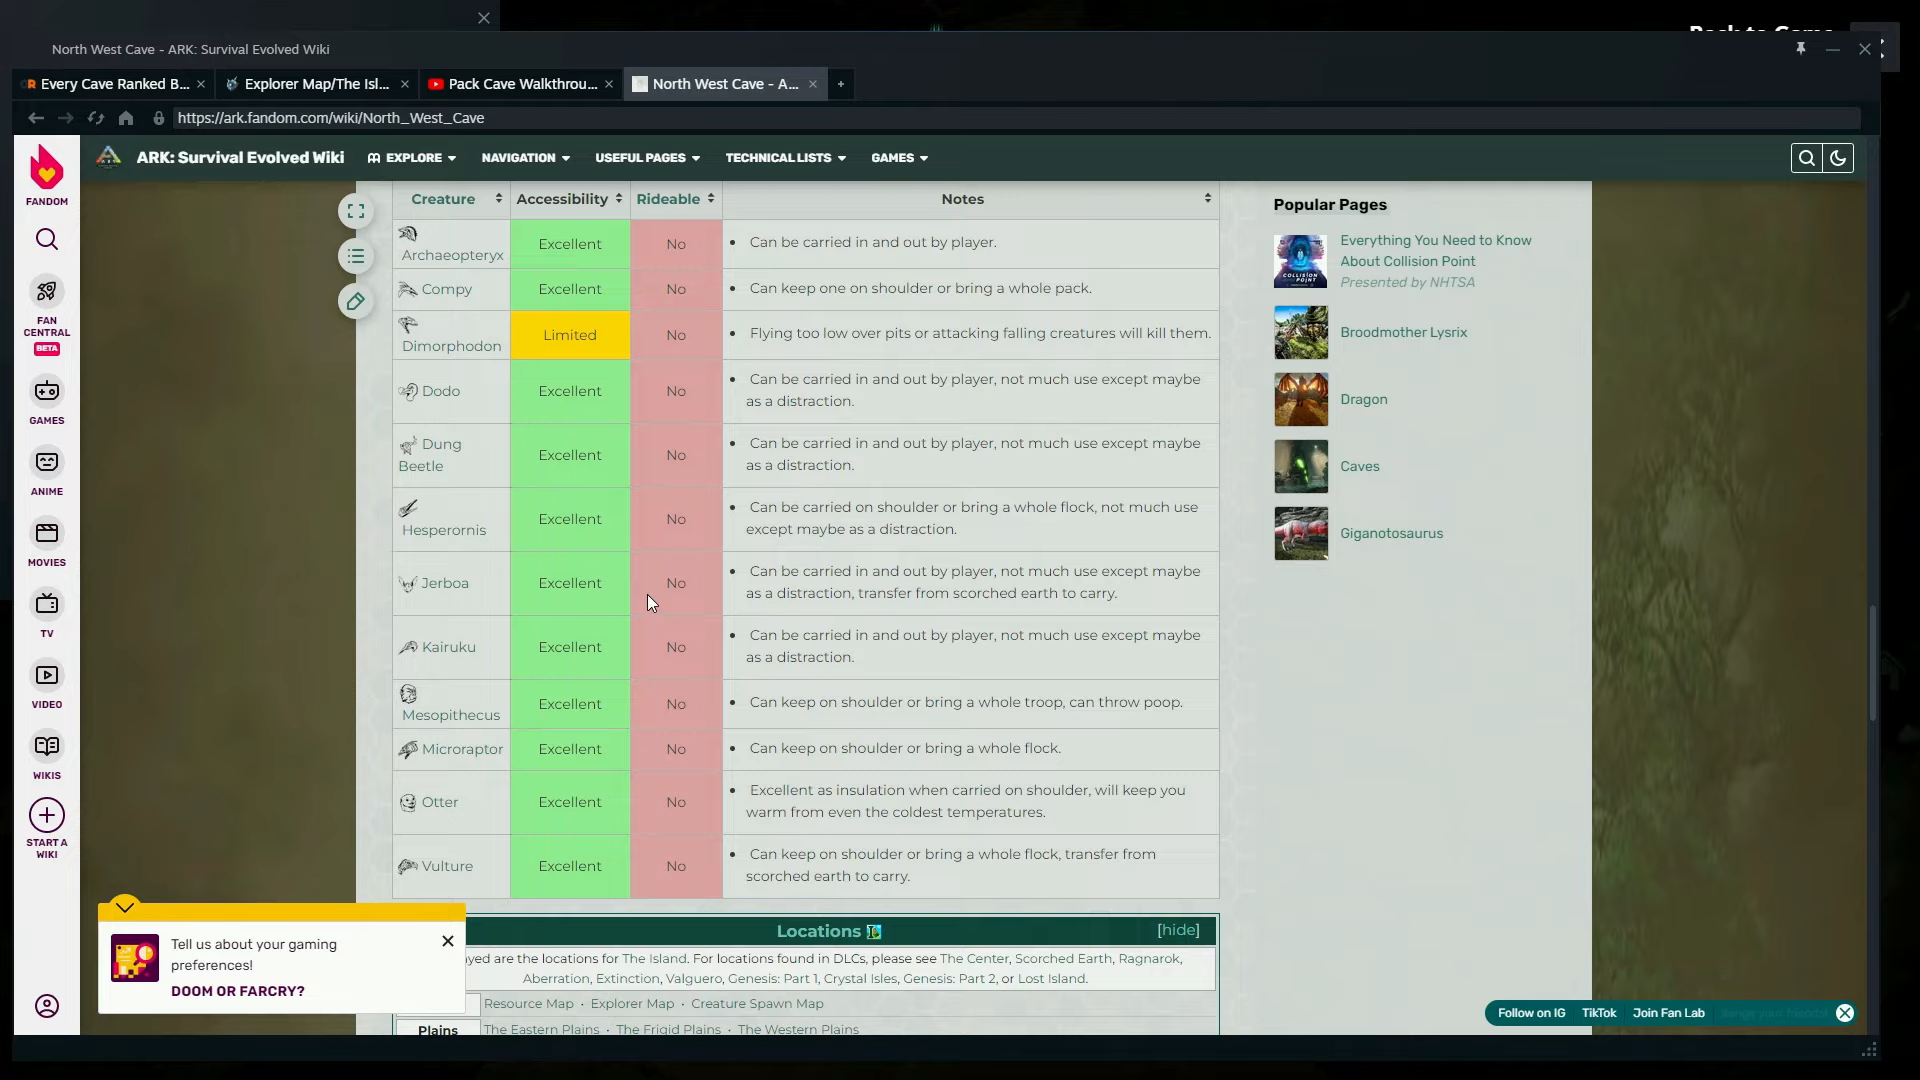 Back to Game
North West Cave - ARK: Survival Evolved Wiki
Every Cave Ranked B...
Explorer Map/The Isl...
Pack Cave Walkthrou...
North West Cave - A...
https://ark.fandom.com/wiki/North_West_Cave
ARK: Survival Evolved Wiki
EXPLORE
NAVIGATION
USEFUL PAGES
TECHNICAL LISTS
GAMES
FANDOM
FAN
CENTRAL
BETA
GAMES
ANIME
MOVIES
TV
VIDEO
WIKIS
START A
WIKI
Creature Accessibility Rideable Notes
Archaeopteryx Excellent No • Can be carried in and out by player.
Compy Excellent No • Can keep one on shoulder or bring a whole pack.
Dimorphodon Limited No • Flying too low over pits or attacking falling creatures will kill them.
Dodo Excellent No • Can be carried in and out by player, not much use except maybe
as a distraction.
Dung
Beetle Excellent No • Can be carried in and out by player, not much use except maybe
as a distraction.
Hesperornis Excellent No • Can be carried on shoulder or bring a whole flock, not much use
except maybe as a distraction.
Jerboa Excellent No • Can be carried in and out by player, not much use except maybe
as a distraction, transfer from scorched earth to carry.
Kairuku Excellent No • Can be carried in and out by player, not much use except maybe
as a distraction.
Mesopithecus Excellent No • Can keep on shoulder or bring a whole troop, can throw poop.
Microraptor Excellent No • Can keep on shoulder or bring a whole flock.
Otter Excellent No • Excellent as insulation when carried on shoulder, will keep you
warm from even the coldest temperatures.
Vulture Excellent No • Can keep on shoulder or bring a whole flock, transfer from
scorched earth to carry.
Locations [hide]
yed are the locations for The Island. For locations found in DLCs, please see The Center, Scorched Earth, Ragnarok,
Aberration, Extinction, Valguero, Genesis: Part 1, Crystal Isles, Genesis: Part 2, or Lost Island.
Resource Map · Explorer Map · Creature Spawn Map
Plains The Eastern Plains · The Frigid Plains · The Western Plains
Popular Pages
Everything You Need to Know
About Collision Point
Presented by NHTSA
Broodmother Lysrix
Dragon
Caves
Giganotosaurus
Tell us about your gaming
preferences!
DOOM OR FARCRY?
Follow on IG TikTok Join Fan Lab